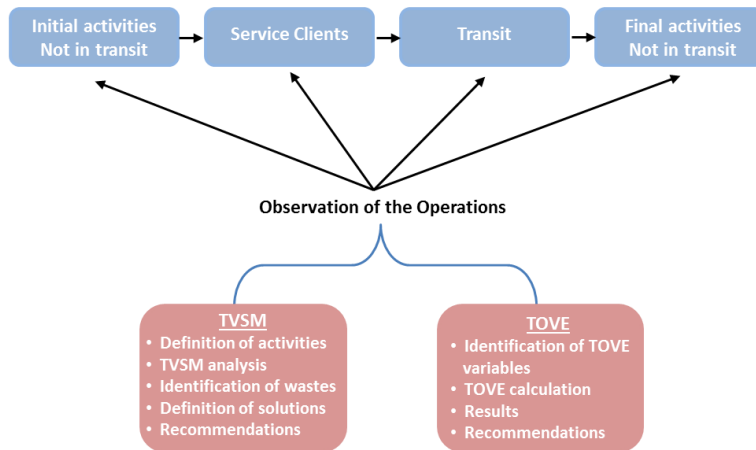 Initial activities
Not in transit
Service Clients
Transit
Final activities
Not in transit
Observation of the Operations
TVSM
• Definition of activities
• TVSM analysis
• Identification of wastes
• Definition of solutions
• Recommendations
TOVE
• Identification of TOVE
variables
• TOVE calculation
• Results
• Recommendations